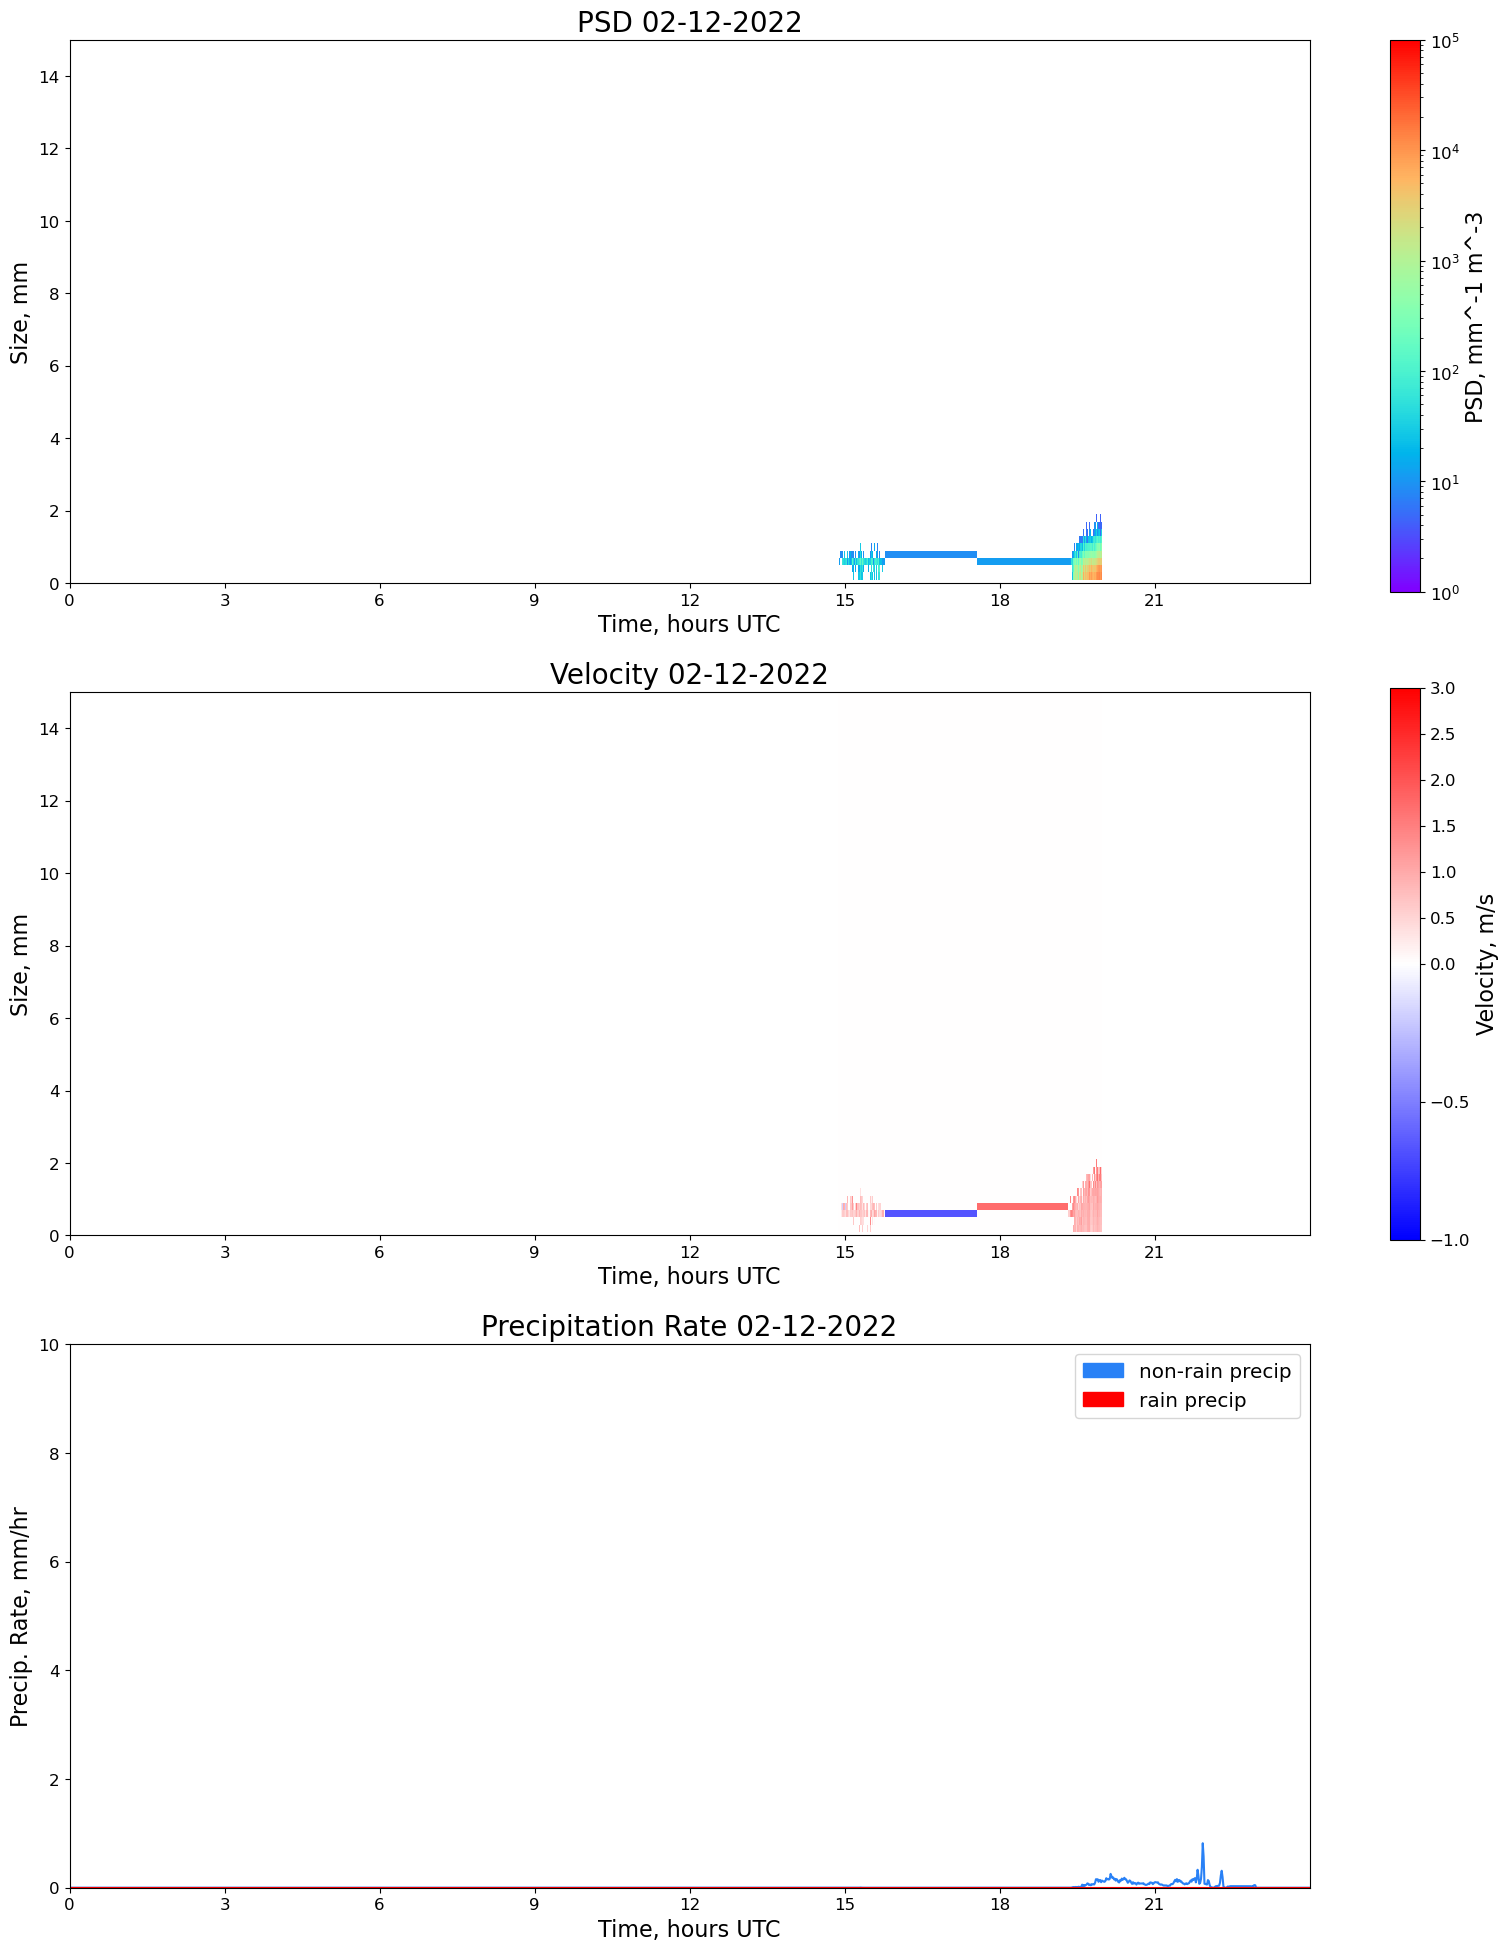 PSD 02-12-2022
14
12
10
8
6
4
2
0
Size, mm
0 3 6 9 12 15 18 21
Time, hours UTC
10^5
10^4
10^3
10^2
10^1
10^0
PSD, mm^-1 m^-3
Velocity 02-12-2022
14
12
10
8
6
4
2
0
Size, mm
0 3 6 9 12 15 18 21
Time, hours UTC
3.0
2.5
2.0
1.5
1.0
0.5
0.0
−0.5
−1.0
Velocity, m/s
Precipitation Rate 02-12-2022
10
8
6
4
2
0
Precip. Rate, mm/hr
non-rain precip
rain precip
0 3 6 9 12 15 18 21
Time, hours UTC